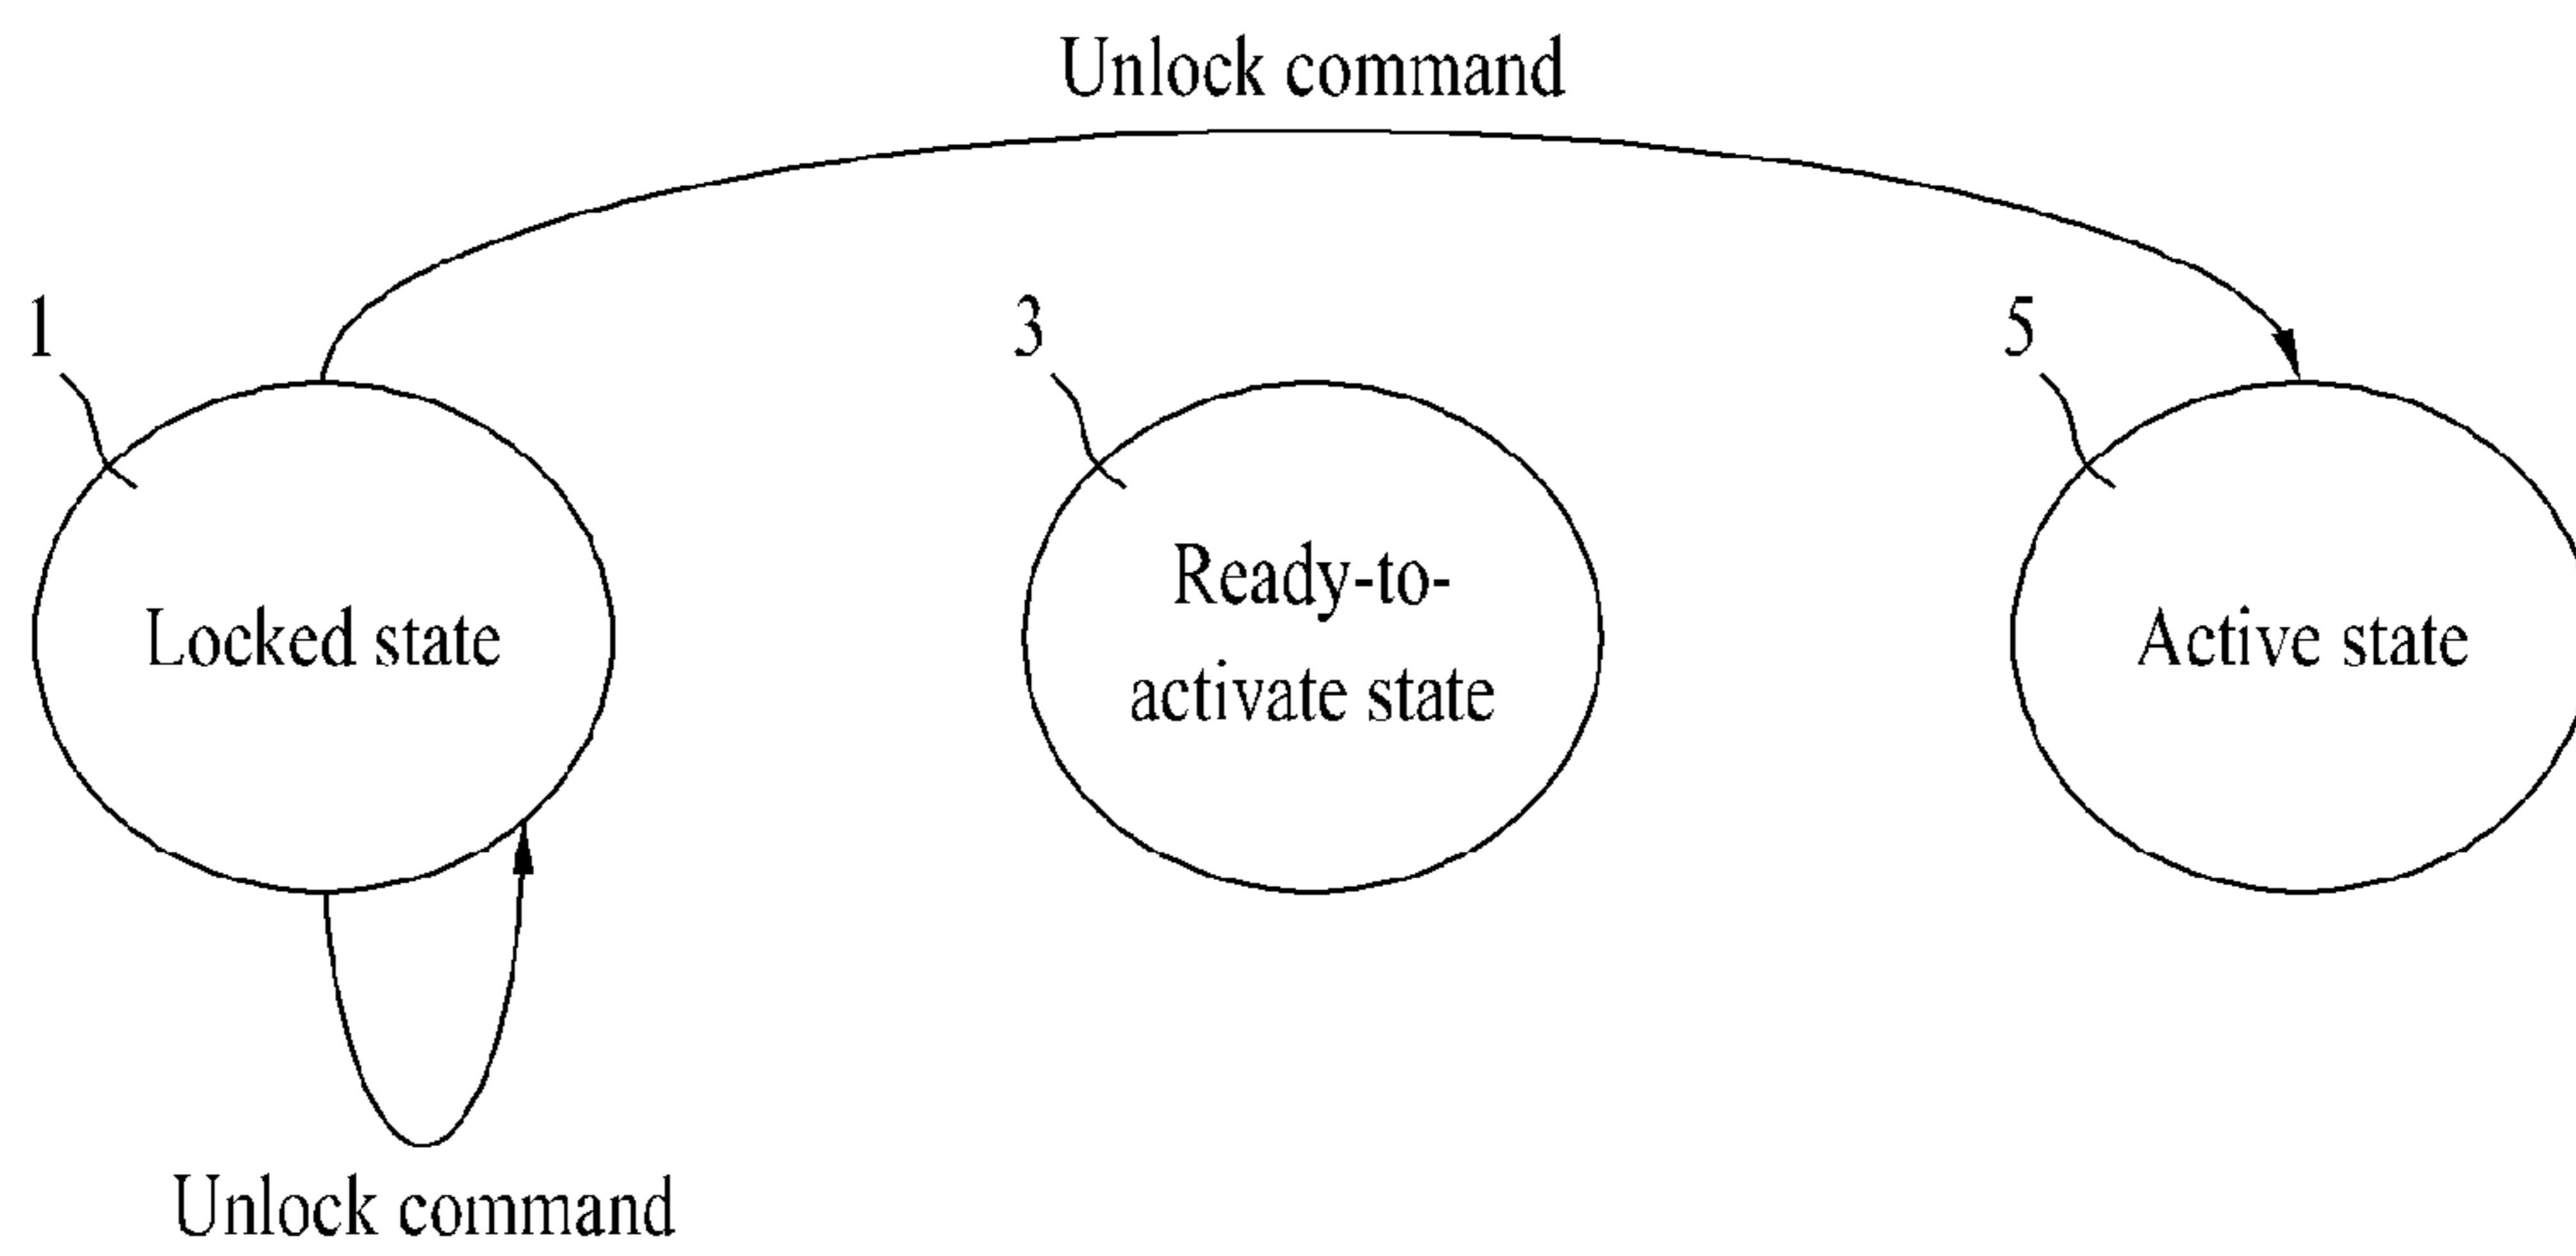 Unlock command
1
3
5
Locked state
Ready-to-
activate state
Active state
Unlock command